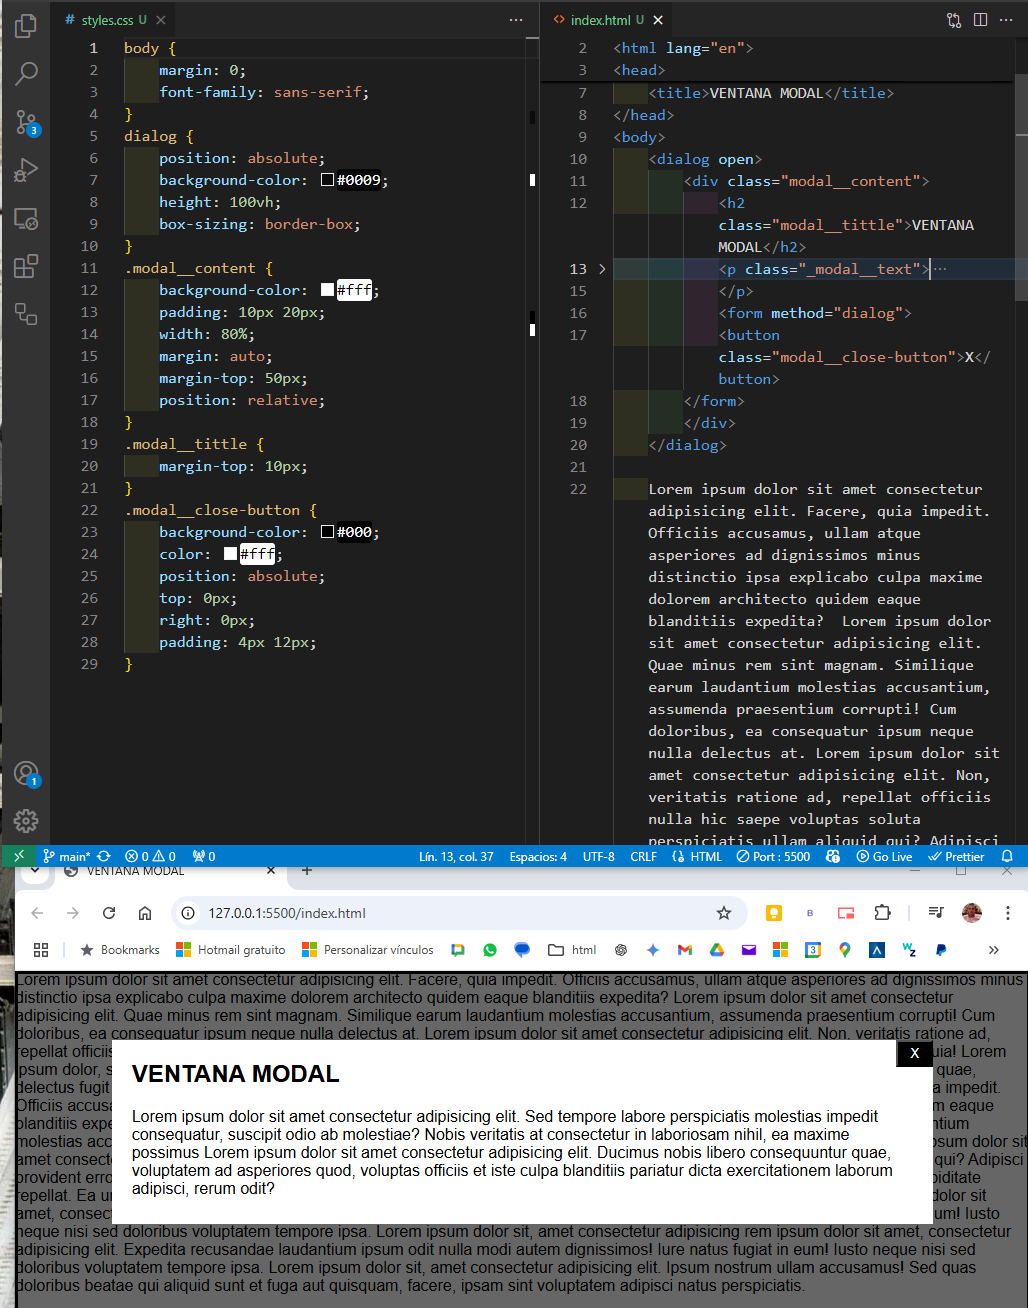 styles.css U
1 body {
2 margin: 0;
3 font-family: sans-serif;
4 }
5 dialog {
6 position: absolute;
7 background-color: #0009;
8 height: 100vh;
9 box-sizing: border-box;
10 }
11 .modal__content {
12 background-color: #fff;
13 padding: 10px 20px;
14 width: 80%;
15 margin: auto;
16 margin-top: 50px;
17 position: relative;
18 }
19 .modal__tittle {
20 margin-top: 10px;
21 }
22 .modal__close-button {
23 background-color: #000;
24 color: #fff;
25 position: absolute;
26 top: 0px;
27 right: 0px;
28 padding: 4px 12px;
29 }
3
1
index.html U
2 <html lang="en">
3 <head>
7 <title>VENTANA MODAL</title>
8 </head>
9 <body>
10 <dialog open>
11 <div class="modal__content">
12 <h2
class="modal__tittle">VENTANA
MODAL</h2>
13 <p class="_modal__text">···
15 </p>
16 <form method="dialog">
17 <button
class="modal__close-button">X</
button>
18 </form>
19 </div>
20 </dialog>
21
22 Lorem ipsum dolor sit amet consectetur
adipisicing elit. Facere, quia impedit.
Officiis accusamus, ullam atque
asperiores ad dignissimos minus
distinctio ipsa explicabo culpa maxime
dolorem architecto quidem eaque
blanditiis expedita? Lorem ipsum dolor
sit amet consectetur adipisicing elit.
Quae minus rem sint magnam. Similique
earum laudantium molestias accusantium,
assumenda praesentium corrupti! Cum
doloribus, ea consequatur ipsum neque
nulla delectus at. Lorem ipsum dolor sit
amet consectetur adipisicing elit. Non,
veritatis ratione ad, repellat officiis
nulla hic saepe voluptas soluta
perspiciatis ullam aliquid qui? Adipisci
main* 0 0 0 Lín. 13, col. 37 Espacios: 4 UTF-8 CRLF HTML Port : 5500 Go Live Prettier
VENTANA MODAL
127.0.0.1:5500/index.html
Bookmarks Hotmail gratuito Personalizar vínculos html
Lorem ipsum dolor sit amet consectetur adipisicing elit. Facere, quia impedit. Officiis accusamus, ullam atque asperiores ad dignissimos minus
distinctio ipsa explicabo culpa maxime dolorem architecto quidem eaque blanditiis expedita? Lorem ipsum dolor sit amet consectetur
adipisicing elit. Quae minus rem sint magnam. Similique earum laudantium molestias accusantium, assumenda praesentium corrupti! Cum
doloribus, ea consequatur ipsum neque nulla delectus at. Lorem ipsum dolor sit amet consectetur adipisicing elit. Non, veritatis ratione ad,
repellat officiis uia! Lorem
ipsum dolor, s quae,
delectus fugit a impedit.
Officiis accusa m eaque
blanditiis expe ntium
molestias acc psum dolor sit
amet consect qui? Adipisci
provident erro piditate
repellat. Ea u dolor sit
amet, consec um! Iusto
X
VENTANA MODAL
Lorem ipsum dolor sit amet consectetur adipisicing elit. Sed tempore labore perspiciatis molestias impedit
consequatur, suscipit odio ab molestiae? Nobis veritatis at consectetur in laboriosam nihil, ea maxime
possimus Lorem ipsum dolor sit amet consectetur adipisicing elit. Ducimus nobis libero consequuntur quae,
voluptatem ad asperiores quod, voluptas officiis et iste culpa blanditiis pariatur dicta exercitationem laborum
adipisci, rerum odit?
neque nisi sed doloribus voluptatem tempore ipsa. Lorem ipsum dolor sit, amet consectetur adipisicing rem ipsum dolor sit amet, consectetur
adipisicing elit. Expedita recusandae laudantium ipsum odit nulla modi autem dignissimos! Iure natus fugiat in eum! Iusto neque nisi sed
doloribus voluptatem tempore ipsa. Lorem ipsum dolor sit, amet consectetur adipisicing elit. Ipsum nostrum ullam accusamus! Sed quas
doloribus beatae qui aliquid sunt et fuga aut quisquam, facere, ipsam sint voluptatem adipisci natus perspiciatis.